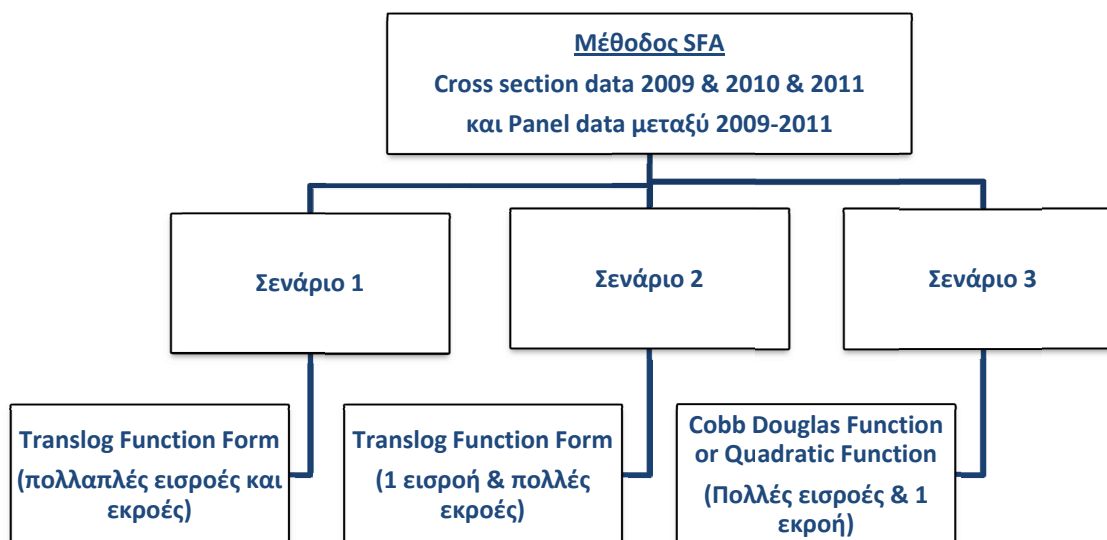 Μέθοδος SFA
Cross section data 2009 & 2010 & 2011
και Panel data μεταξύ 2009-2011
Σενάριο 1
Σενάριο 2
Σενάριο 3
Translog Function Form
(πολλαπλές εισροές και
εκροές)
Translog Function Form
(1 εισροή & πολλές
εκροές)
Cobb Douglas Function
or Quadratic Function
(Πολλές εισροές & 1
εκροή)